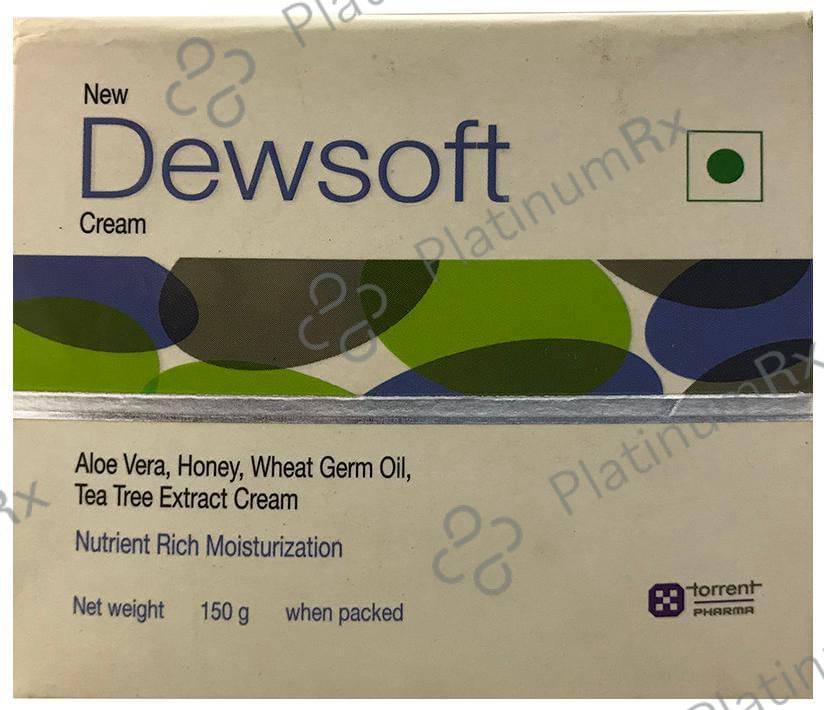 New
Dewsoft
Cream
Aloe Vera, Honey, Wheat Germ Oil,
Tea Tree Extract Cream
Nutrient Rich Moisturization
Net weight 150 g when packed
torrent
PHARMA
PlatinumRx
PlatinumRx
PlatinumRx